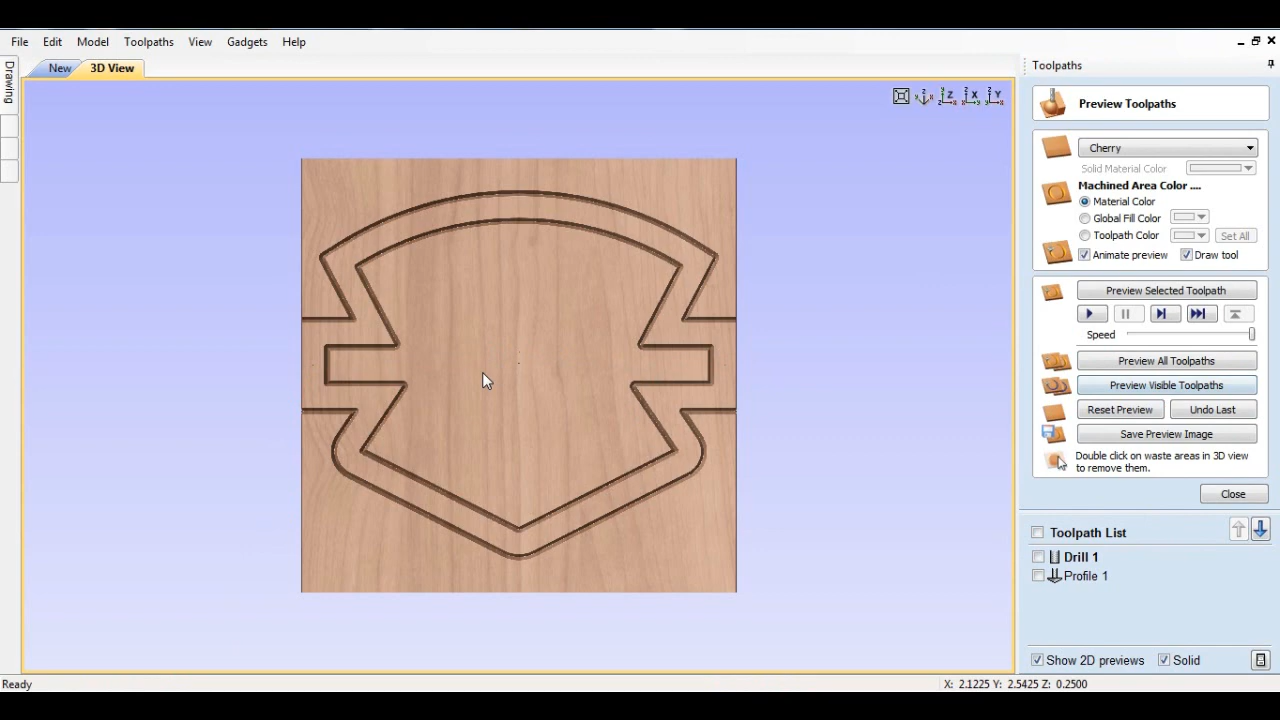 File Edit Model Toolpaths View Gadgets Help
Drawing
New 3D View
Toolpaths
Preview Toolpaths
Cherry
Solid Material Color
Machined Area Color ....
Material Color
Global Fill Color
Toolpath Color Set All
Animate preview Draw tool
Preview Selected Toolpath
Speed
Preview All Toolpaths
Preview Visible Toolpaths
Reset Preview Undo Last
Save Preview Image
Double click on waste areas in 3D view
to remove them.
Close
Toolpath List
Drill 1
Profile 1
Show 2D previews Solid
Ready X: 2.1225 Y: 2.5425 Z: 0.2500